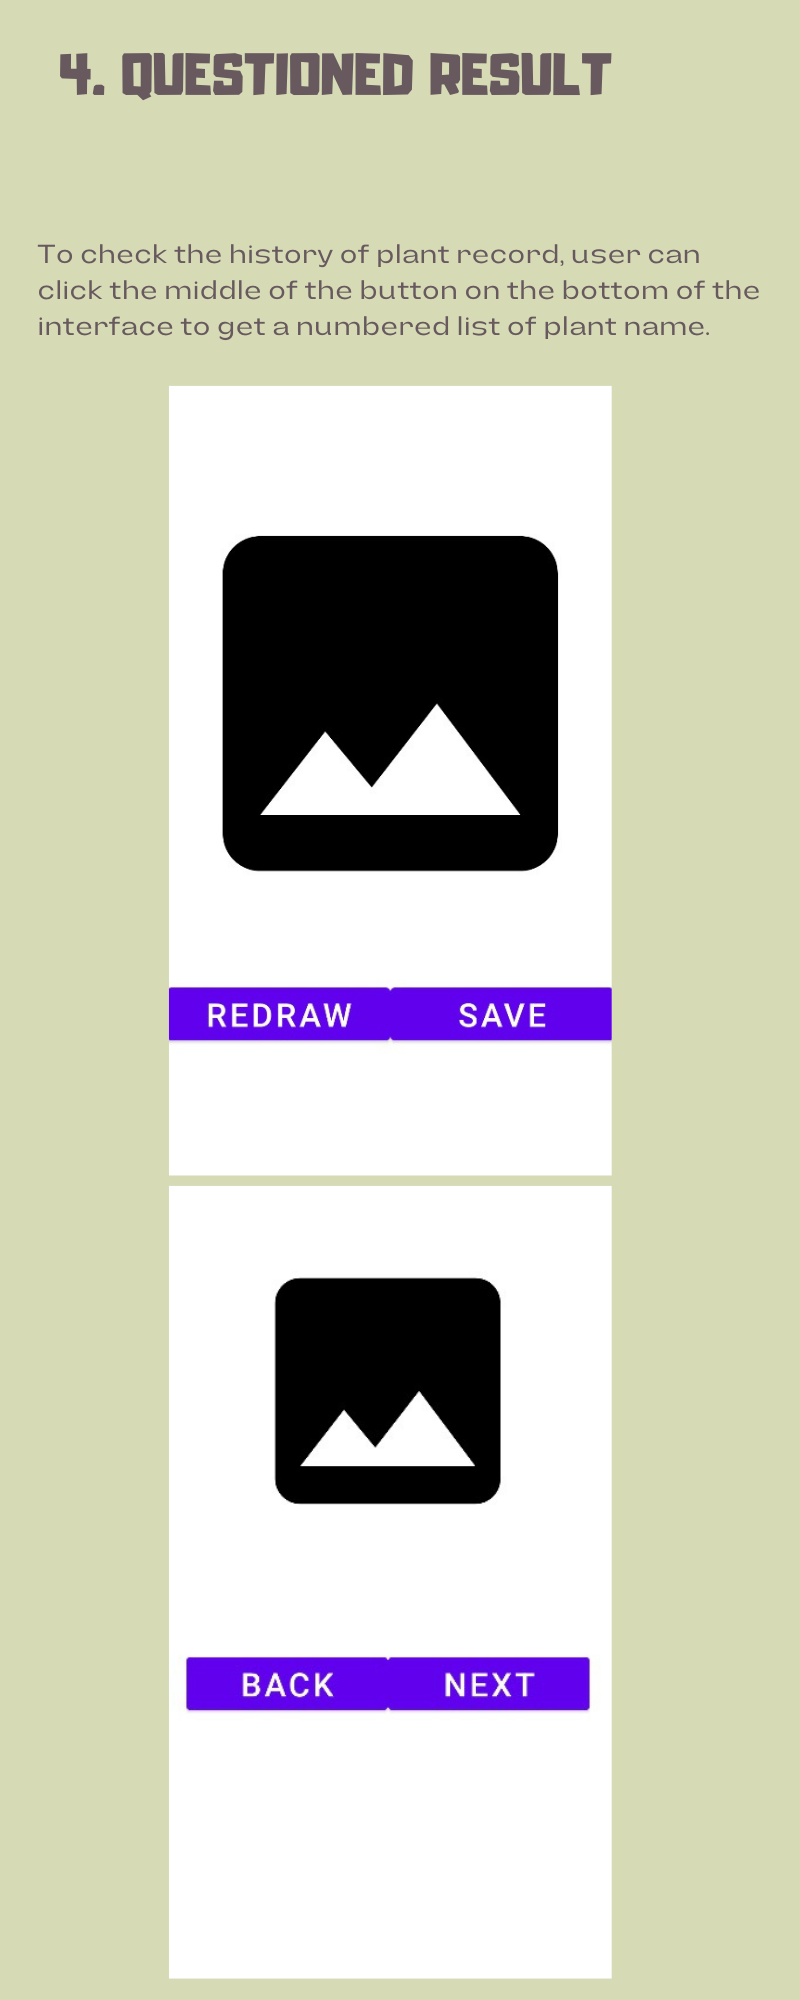 4. QUESTIONED RESULT
To check the history of plant record, user can
click the middle of the button on the bottom of the
interface to get a numbered list of plant name.
REDRAW SAVE
BACK NEXT